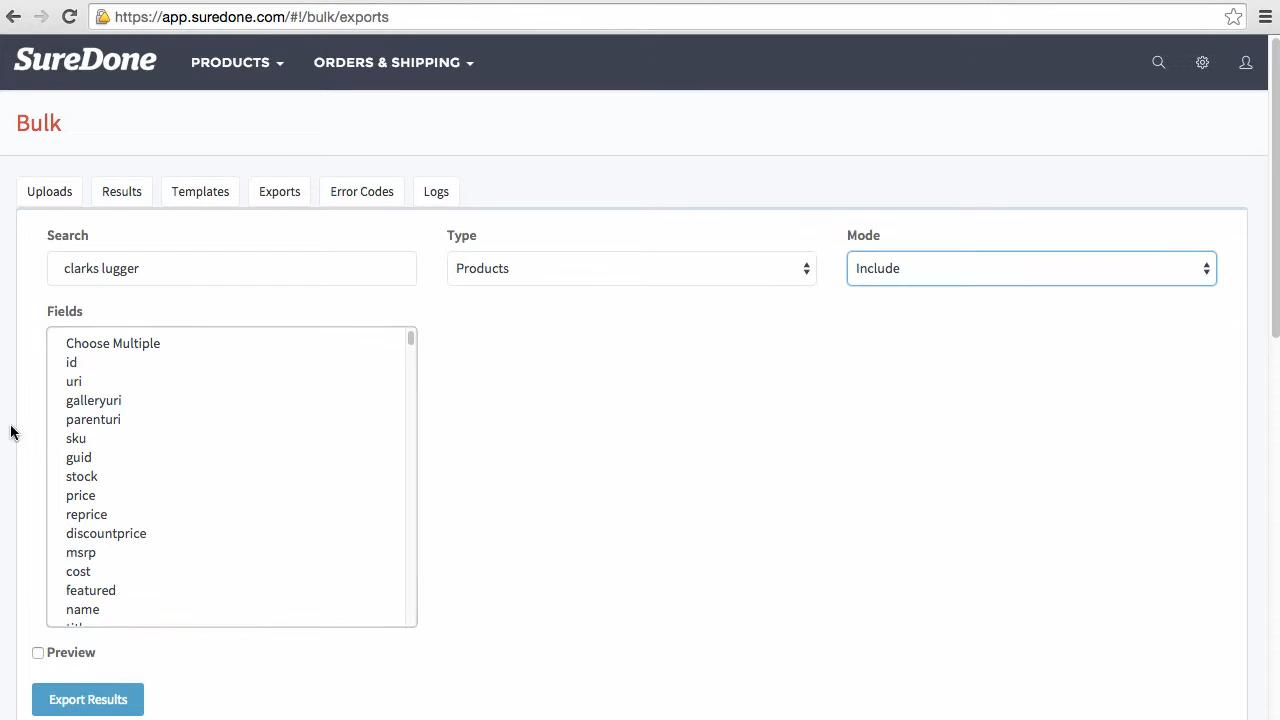 https://app.suredone.com/#!/bulk/exports
SureDone PRODUCTS ORDERS & SHIPPING
Bulk
Uploads Results Templates Exports Error Codes Logs
Search Type Mode
clarks lugger Products Include
Fields
Choose Multiple
id
uri
galleryuri
parenturi
sku
guid
stock
price
reprice
discountprice
msrp
cost
featured
name
Preview
Export Results